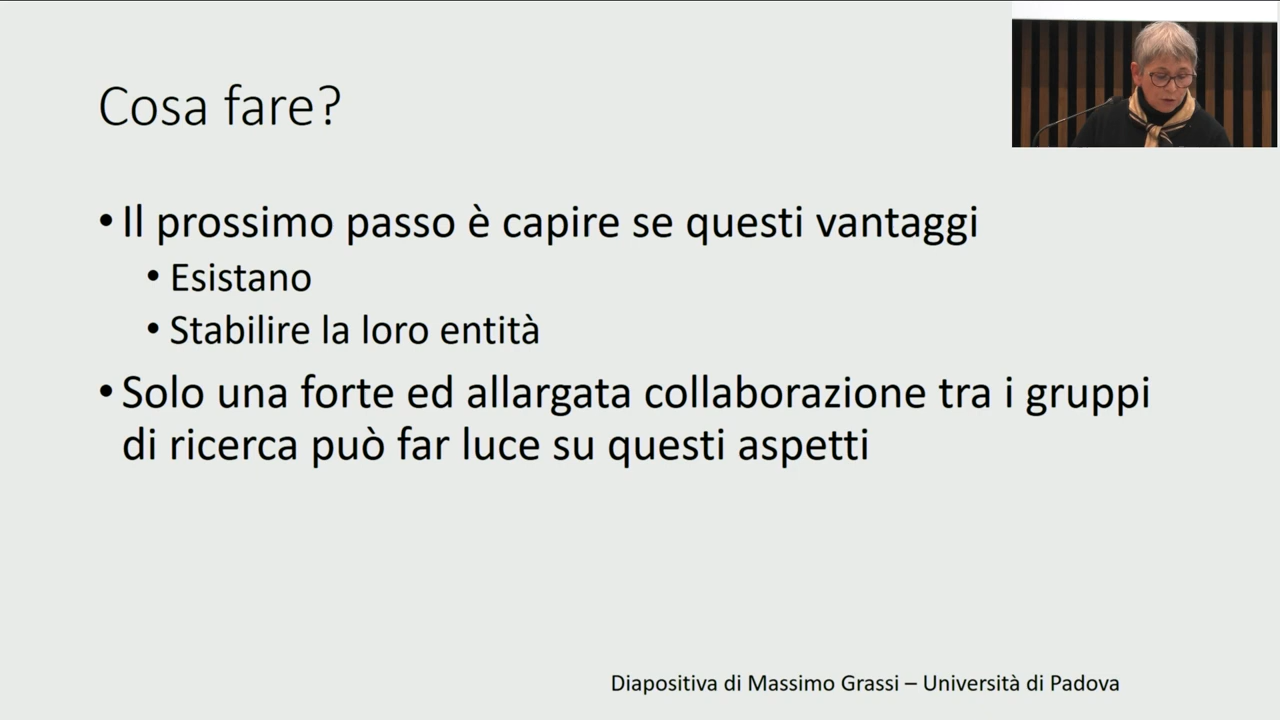 Cosa fare?
• Il prossimo passo è capire se questi vantaggi
• Esistano
• Stabilire la loro entità
• Solo una forte ed allargata collaborazione tra i gruppi
di ricerca può far luce su questi aspetti
Diapositiva di Massimo Grassi – Università di Padova